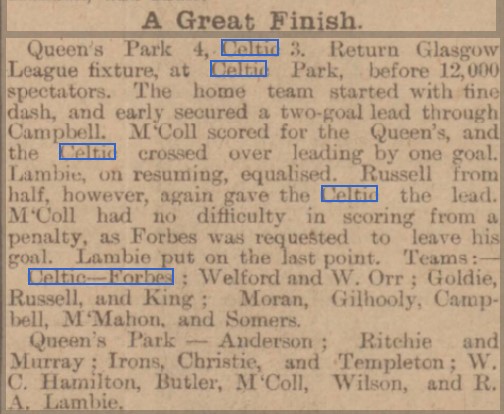 A Great Finish.
Queen's Park 4, Celtic 3. Return Glasgow
League fixture, at Celtic Park, before 12,000
spectators. The home team started with fine
dash, and early secured a two-goal lead through
Campbell. M'Coll scored for the Queen's, and
the Celtic crossed over leading by one goal.
Lambie, on resuming, equalised. Russell from
half, however, again gave the Celtic the lead.
M'Coll had no difficulty in scoring from a
penalty, as Forbes was requested to leave his
goal. Lambie put on the last point. Teams:—
Celtic—Forbes; Welford and W. Orr; Goldie,
Russell, and King; Moran, Gilhooly, Camp-
bell, M'Mahon, and Somers.
Queen's Park — Anderson; Ritchie and
Murray; Irons, Christie, and Templeton; W.
C. Hamilton, Butler, M'Coll, Wilson, and R.
A. Lambie.